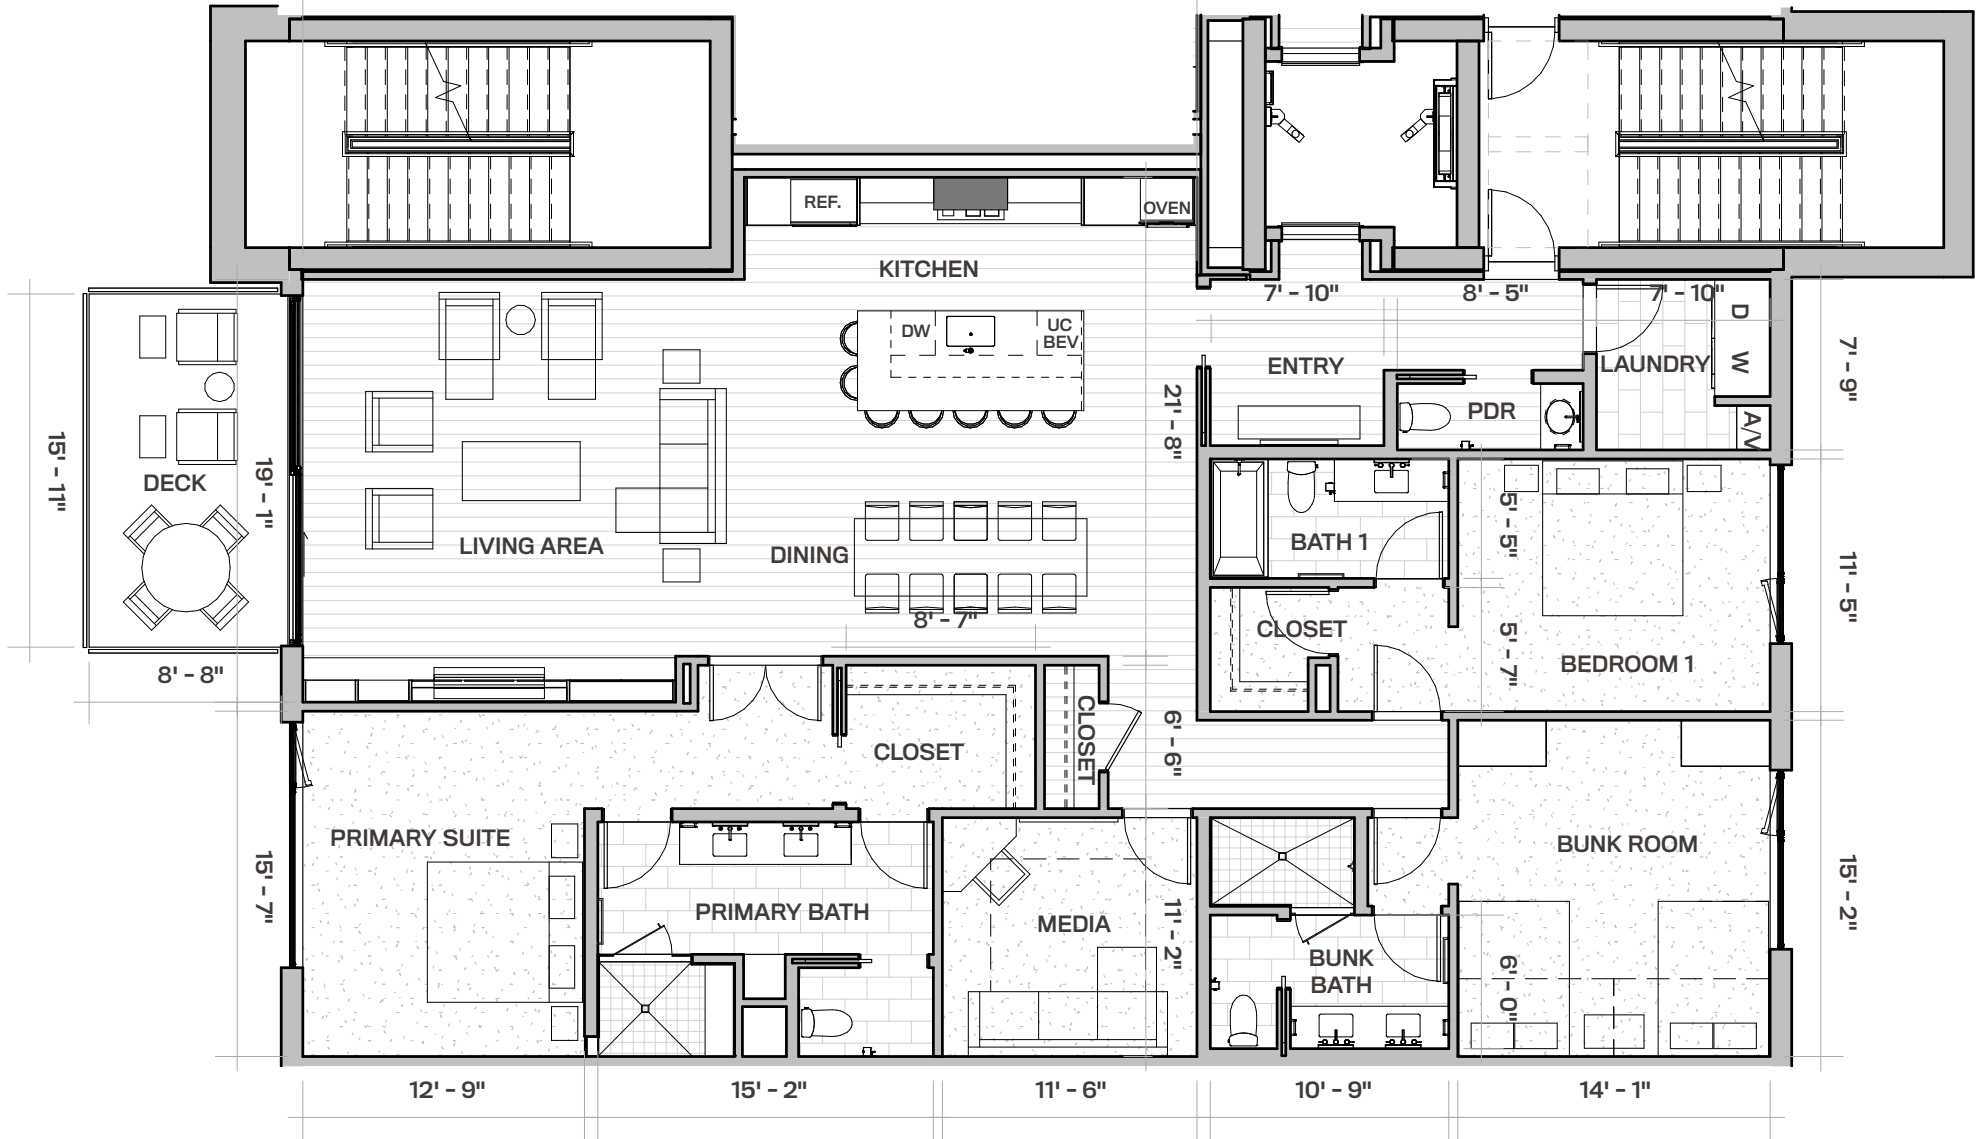 REF.
OVEN
KITCHEN
7' - 10"
8' - 5"
7' - 10"
D
W
DW
UC
BEV
ENTRY
LAUNDRY
7' - 9"
PDR
A/V
21' - 8"
15' - 11"
DECK
19' - 1"
LIVING AREA
DINING
BATH 1
5' - 5"
11' - 5"
8' - 7"
CLOSET
5' - 7"
BEDROOM 1
8' - 8"
CLOSET
CLOSET
6' - 6"
PRIMARY SUITE
BUNK ROOM
15' - 7"
PRIMARY BATH
MEDIA
11' - 2"
15' - 2"
BUNK
BATH
6' - 0"
12' - 9"
15' - 2"
11' - 6"
10' - 9"
14' - 1"